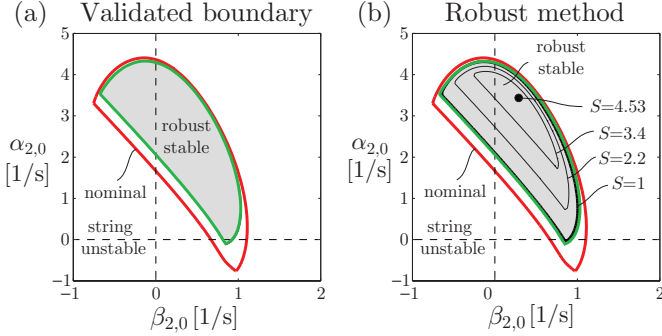 (a) Validated boundary
5
4
3
2
1
0
−1
α2,0
[1/s]
robust
stable
nominal
string
unstable
−1
0
1
2
β2,0 [1/s]
(b) Robust method
5
4
3
2
1
0
−1
α2,0
[1/s]
robust
stable
S=4.53
S=3.4
S=2.2
S=1
nominal
string
unstable
−1
0
1
2
β2,0 [1/s]